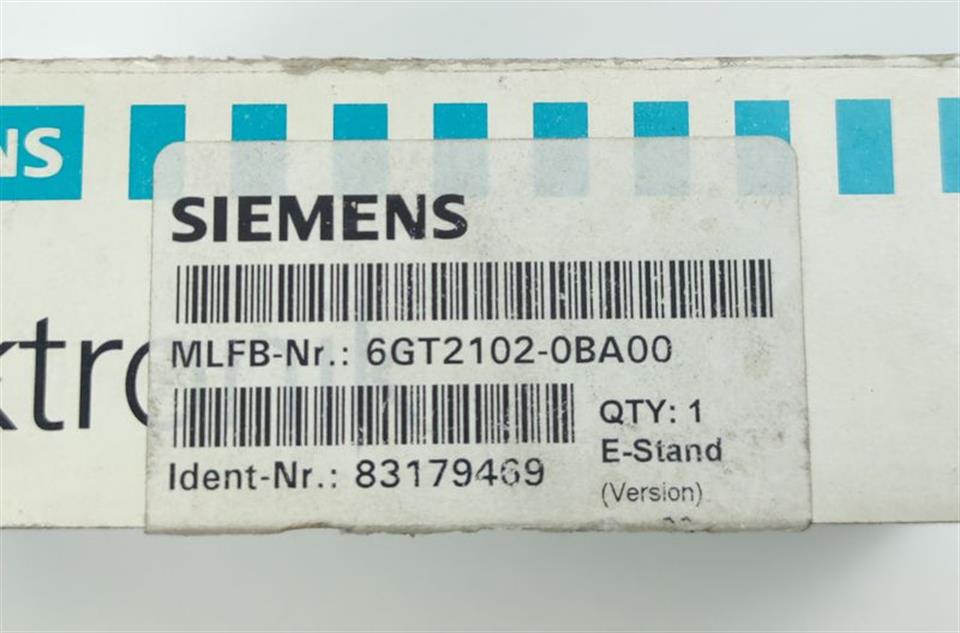 NS
SIEMENS
MLFB-Nr.: 6GT2102-0BA00
QTY: 1
Ident-Nr.: 83179469
E-Stand
(Version)